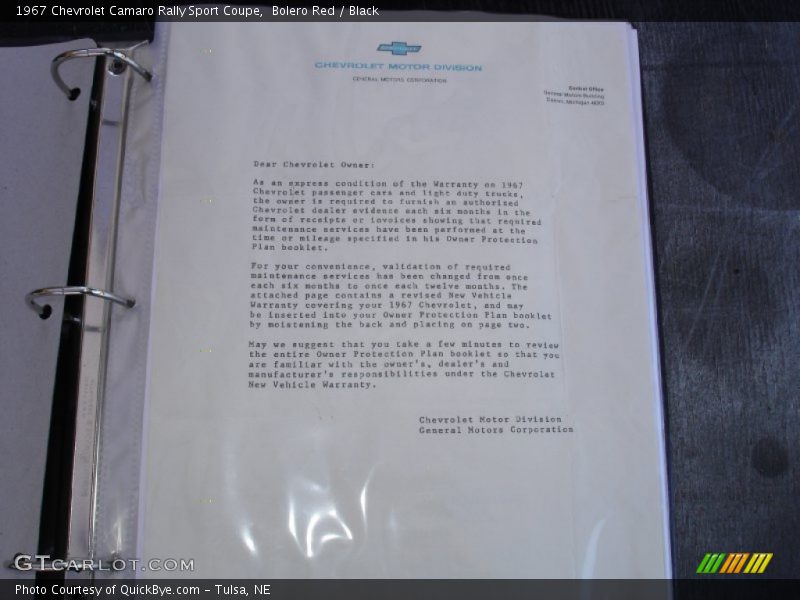 1967 Chevrolet Camaro Rally Sport Coupe, Bolero Red / Black
CHEVROLET
CHEVROLET MOTOR DIVISION
GENERAL MOTORS CORPORATION
Central Office
General Motors Building
Detroit, Michigan 48202
Dear Chevrolet Owner:
As an express condition of the Warranty on 1967
Chevrolet passenger cars and light duty trucks,
the owner is required to furnish an authorized
Chevrolet dealer evidence each six months in the
form of receipts or invoices showing that required
maintenance services have been performed at the
time or mileage specified in his Owner Protection
Plan booklet.
For your convenience, validation of required
maintenance services has been changed from once
each six months to once each twelve months. The
attached page contains a revised New Vehicle
Warranty covering your 1967 Chevrolet, and may
be inserted into your Owner Protection Plan booklet
by moistening the back and placing on page two.
May we suggest that you take a few minutes to review
the entire Owner Protection Plan booklet so that you
are familiar with the owner's, dealer's and
manufacturer's responsibilities under the Chevrolet
New Vehicle Warranty.
Chevrolet Motor Division
General Motors Corporation
GTCARLOT.COM
Photo Courtesy of QuickBye.com – Tulsa, NE